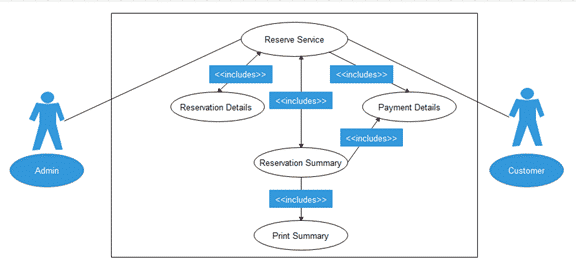 Reserve Service
<<includes>>
<<includes>>
<<includes>>
Reservation Details
Payment Details
<<includes>>
Admin
Reservation Summary
Customer
<<includes>>
Print Summary